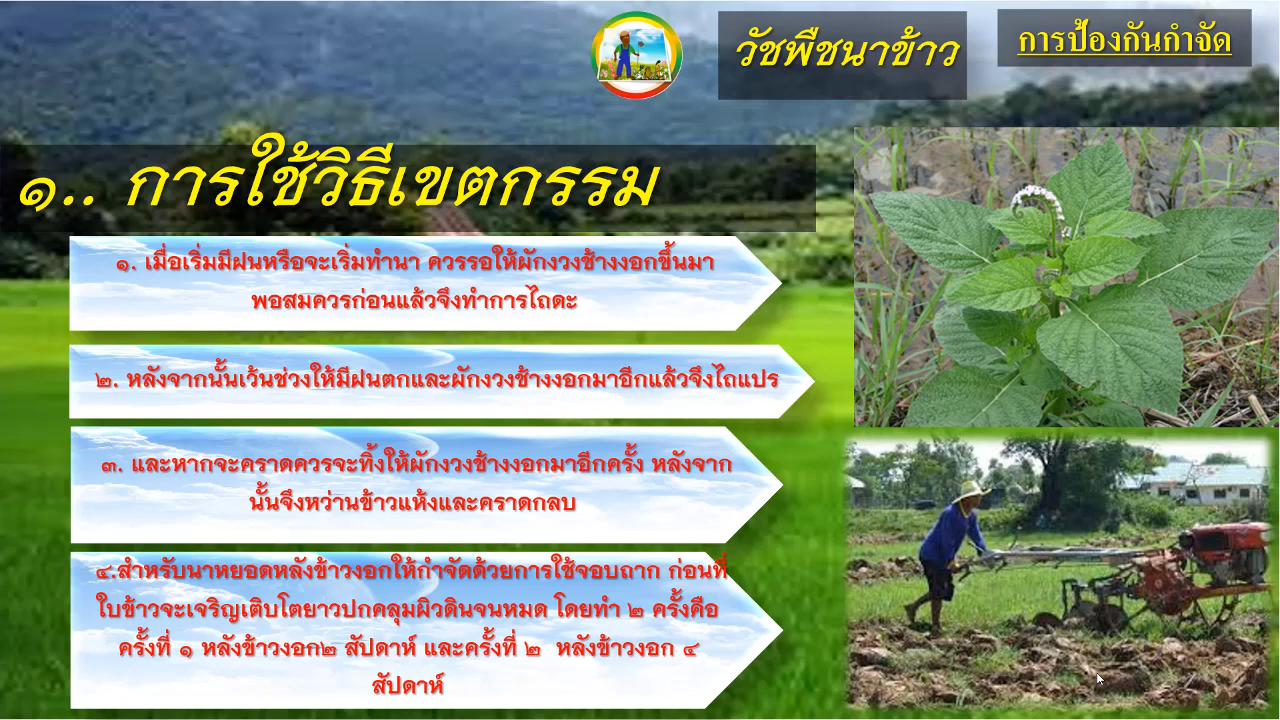 วัชพืชนาข้าว
การป้องกันกำจัด
๑.. การใช้วิธีเขตกรรม
๑. เมื่อเริ่มมีฝนหรือจะเริ่มทำนา ควรรอให้ผักงวงช้างงอกขึ้นมา
พอสมควรก่อนแล้วจึงทำการไถดะ
๒. หลังจากนั้นเว้นช่วงให้มีฝนตกและผักงวงช้างงอกมาอีกแล้วจึงไถแปร
๓. และหากจะคราดควรจะทิ้งให้ผักงวงช้างงอกมาอีกครั้ง หลังจาก
นั้นจึงหว่านข้าวแห้งและคราดกลบ
๔.สำหรับนาหยอดหลังข้าวงอกให้กำจัดด้วยการใช้จอบถาก ก่อนที่
ใบข้าวจะเจริญเติบโตยาวปกคลุมผิวดินจนหมด โดยทำ ๒ ครั้งคือ
ครั้งที่ ๑ หลังข้าวงอก๒ สัปดาห์ และครั้งที่ ๒ หลังข้าวงอก ๔
สัปดาห์